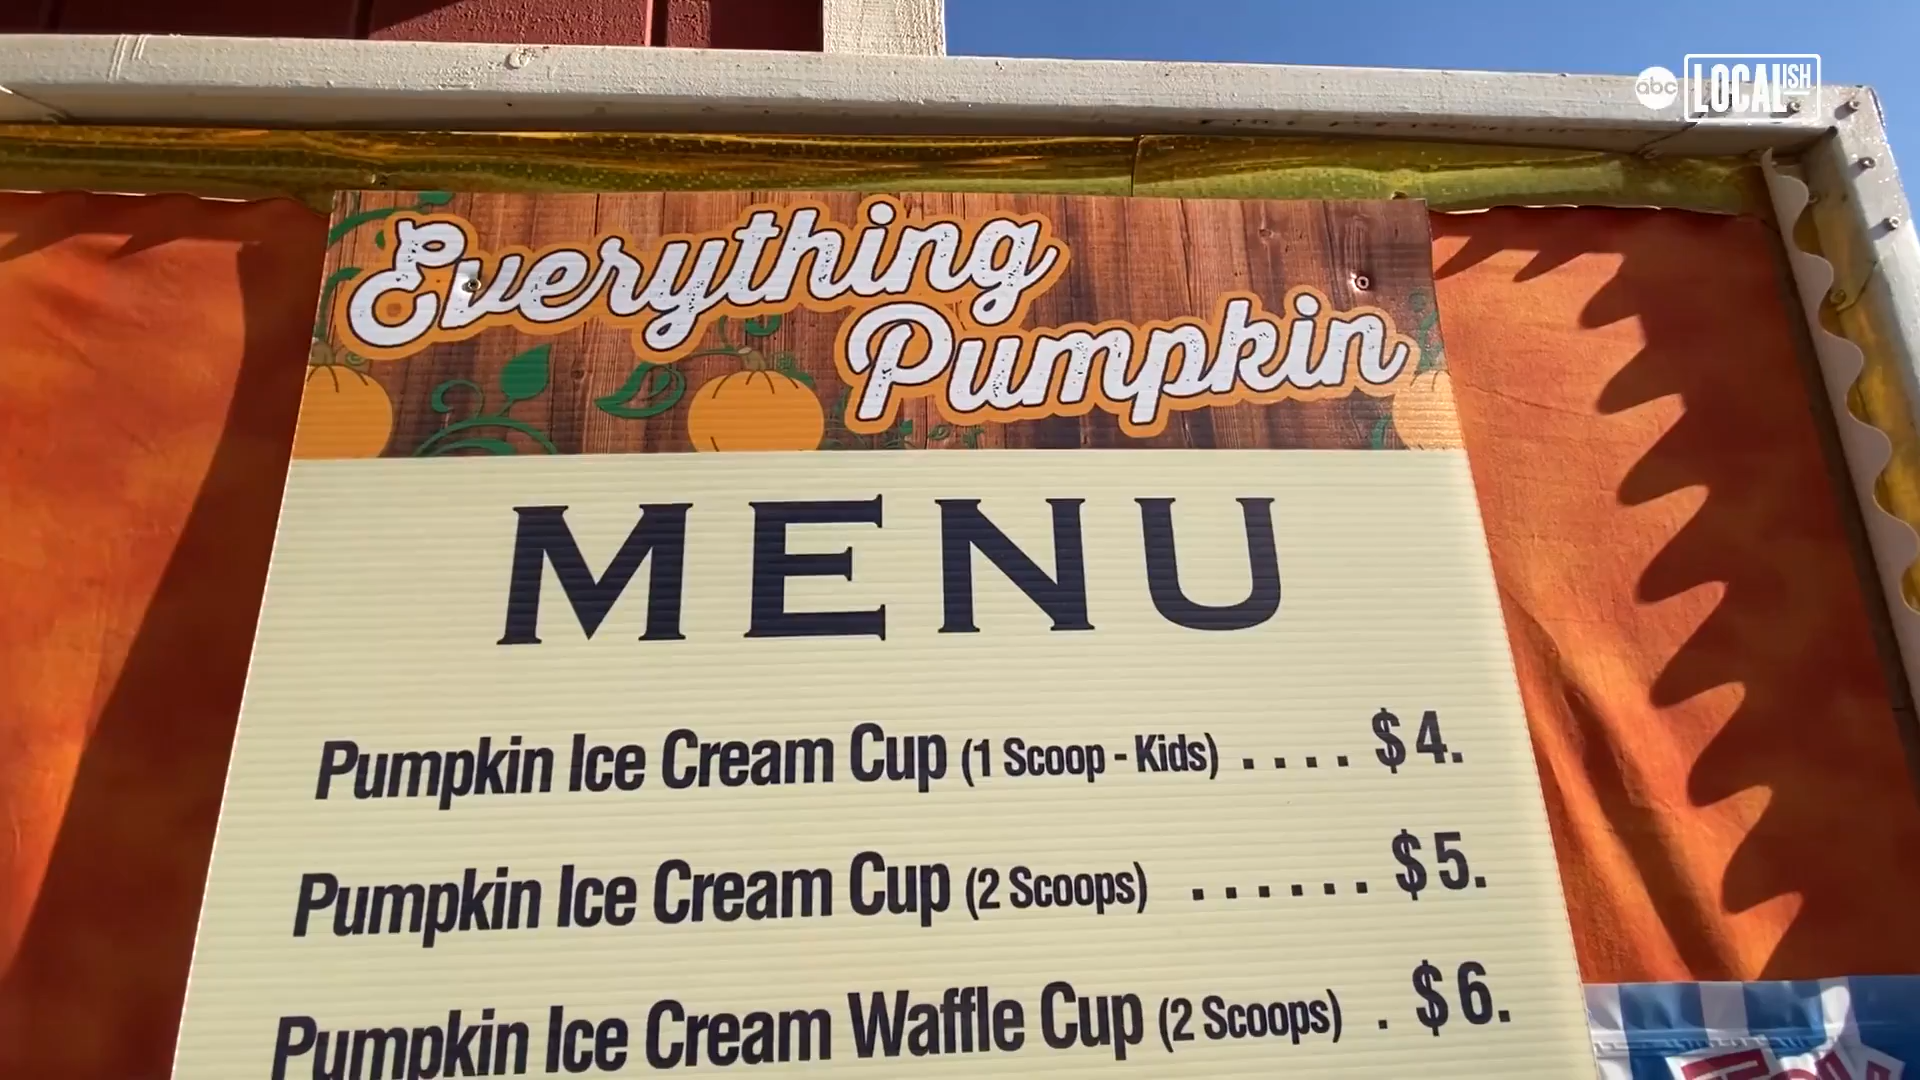 abc LOCALISH
Everything
Pumpkin
MENU
Pumpkin Ice Cream Cup (1 Scoop - Kids) .... $4.
Pumpkin Ice Cream Cup (2 Scoops) ...... $5.
Pumpkin Ice Cream Waffle Cup (2 Scoops) . $6.